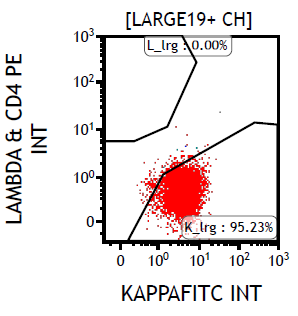 [LARGE19+ CH]
LAMBDA & CD4 PE
INT
10³
10²
10¹
10⁰
0
L_lrg : 0.00%
K_lrg : 95.23%
0 10⁰ 10¹ 10² 10³
KAPPAFITC INT